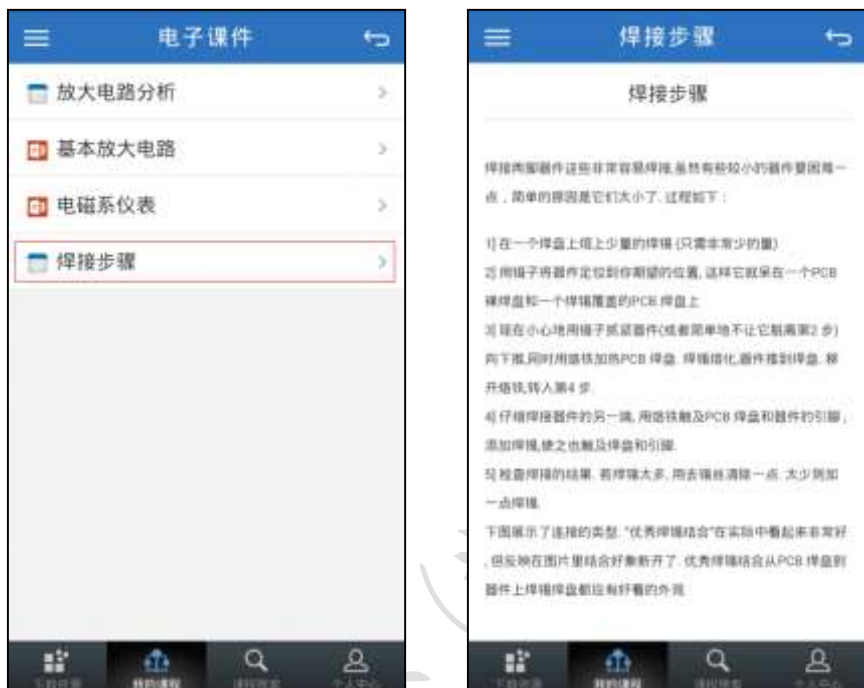 电子课件
放大电路分析
基本放大电路
电磁系仪表
焊接步骤
我的课程
焊接步骤
焊接步骤
焊接两脚器件这些非常容易焊接,虽然有些较小的器件要困难一
点，简单的原因是它们太小了. 过程如下：
1] 在一个焊盘上熔上少量的焊锡 (只需非常少的量)
2] 用镊子将器件定位到你期望的位置, 这样它就呆在一个PCB
裸焊盘和一个焊锡覆盖的PCB 焊盘上
3] 现在小心地用镊子抓紧器件(或者简单地不让它脱离第2 步)
向下推,同时用烙铁加热PCB 焊盘. 焊锡熔化,器件推到焊盘. 移
开烙铁,转入第4 步.
4] 仔细焊接器件的另一端, 用烙铁触及PCB 焊盘和器件的引脚,
添加焊锡,使之也触及焊盘和引脚.
5] 检查焊接的结果. 若焊锡太多, 用去锡丝清除一点. 太少则加
一点焊锡.
下图展示了连接的类型. "优秀焊锡结合"在实际中看起来非常好
, 但反映在图片里结合好象断开了. 优秀焊锡结合从PCB 焊盘到
器件上焊锡焊盘都应有好看的外观
我的课程